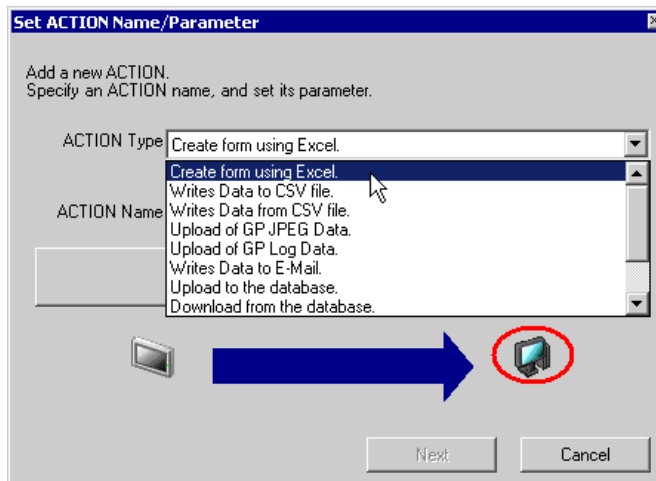 Set ACTION Name/Parameter
Add a new ACTION.
Specify an ACTION name, and set its parameter.
ACTION Type
Create form using Excel.
Create form using Excel.
Writes Data to CSV file.
ACTION Name
Writes Data from CSV file.
Upload of GP JPEG Data.
Upload of GP Log Data.
Writes Data to E-Mail.
Upload to the database.
Download from the database.
Next
Cancel